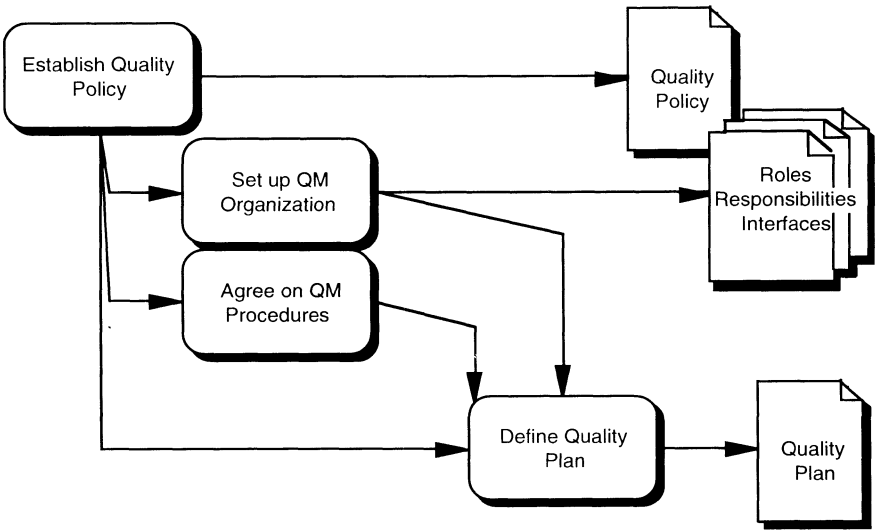 Establish Quality
Policy
Quality
Policy
Set up QM
Organization
Roles
Responsibilities
Interfaces
Agree on QM
Procedures
Define Quality
Plan
Quality
Plan